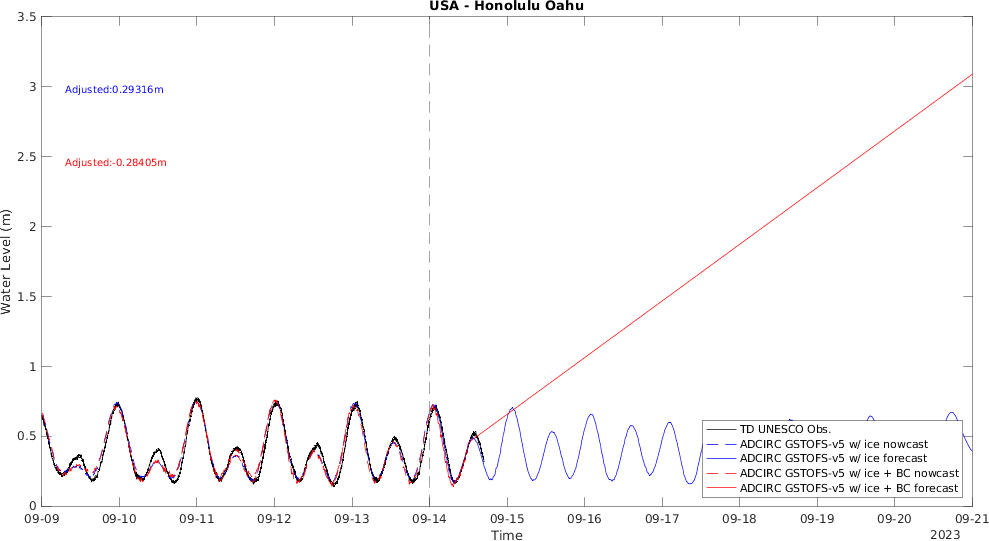 USA - Honolulu Oahu
3.5
3
2.5
2
1.5
1
0.5
0
Water Level (m)
Adjusted:0.29316m
Adjusted:-0.28405m
TD UNESCO Obs.
ADCIRC GSTOFS-v5 w/ ice nowcast
ADCIRC GSTOFS-v5 w/ ice forecast
ADCIRC GSTOFS-v5 w/ ice + BC nowcast
ADCIRC GSTOFS-v5 w/ ice + BC forecast
09-09 09-10 09-11 09-12 09-13 09-14 09-15 09-16 09-17 09-18 09-19 09-20 09-21
Time
2023